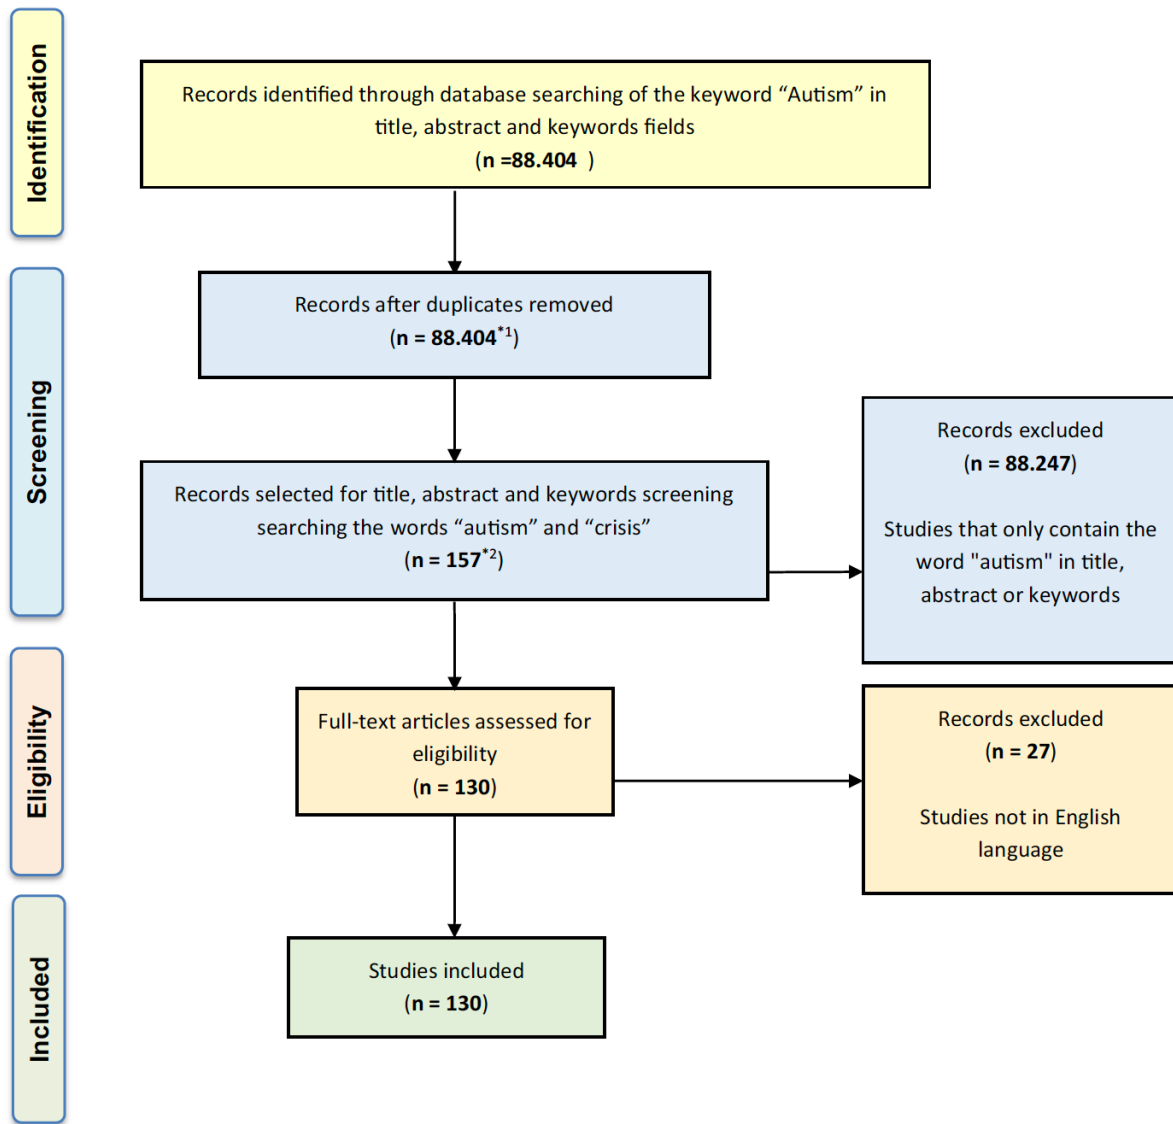 Identification
Records identified through database searching of the keyword “Autism” in
title, abstract and keywords fields
(n =88.404  )
Screening
Records after duplicates removed
(n = 88.404*1)
Records selected for title, abstract and keywords screening
searching the words “autism” and “crisis”
(n = 157*2)
Records excluded
(n = 88.247)
Studies that only contain the
word "autism" in title,
abstract or keywords
Eligibility
Full-text articles assessed for
eligibility
(n = 130)
Records excluded
(n = 27)
Studies not in English
language
Included
Studies included
(n = 130)